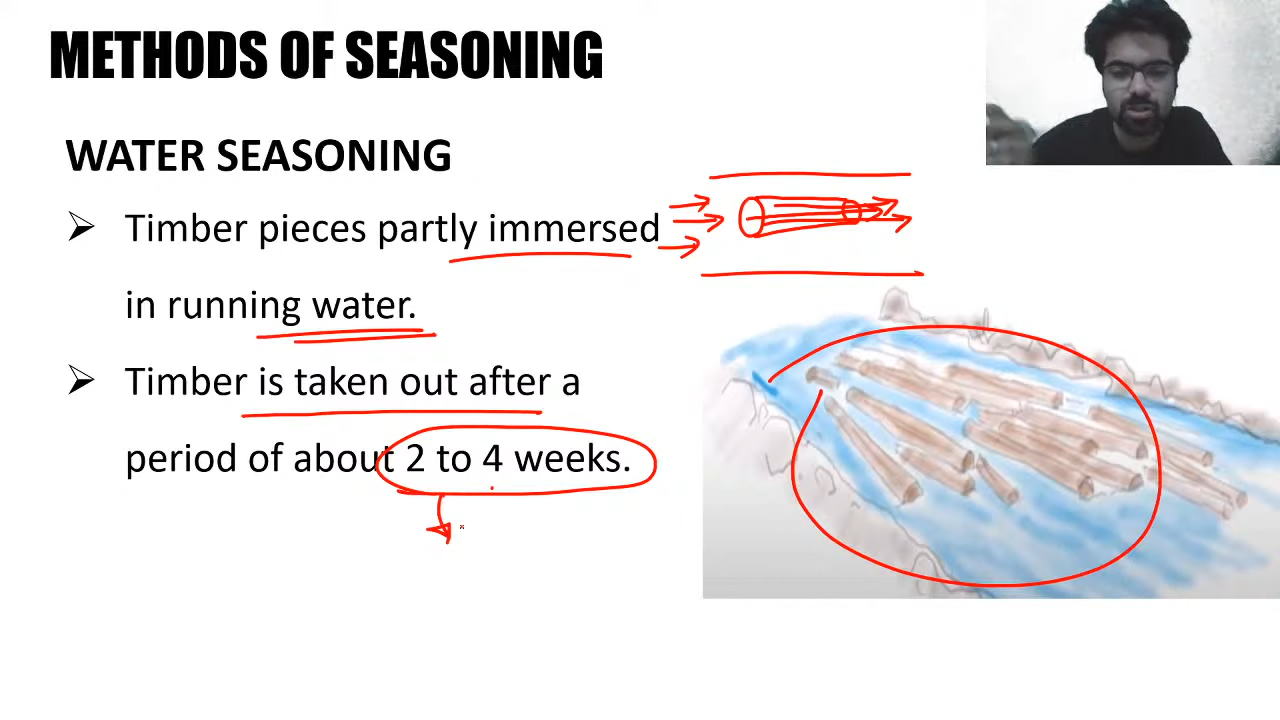 METHODS OF SEASONING
WATER SEASONING
Timber pieces partly immersed
in running water.
Timber is taken out after a
period of about 2 to 4 weeks.